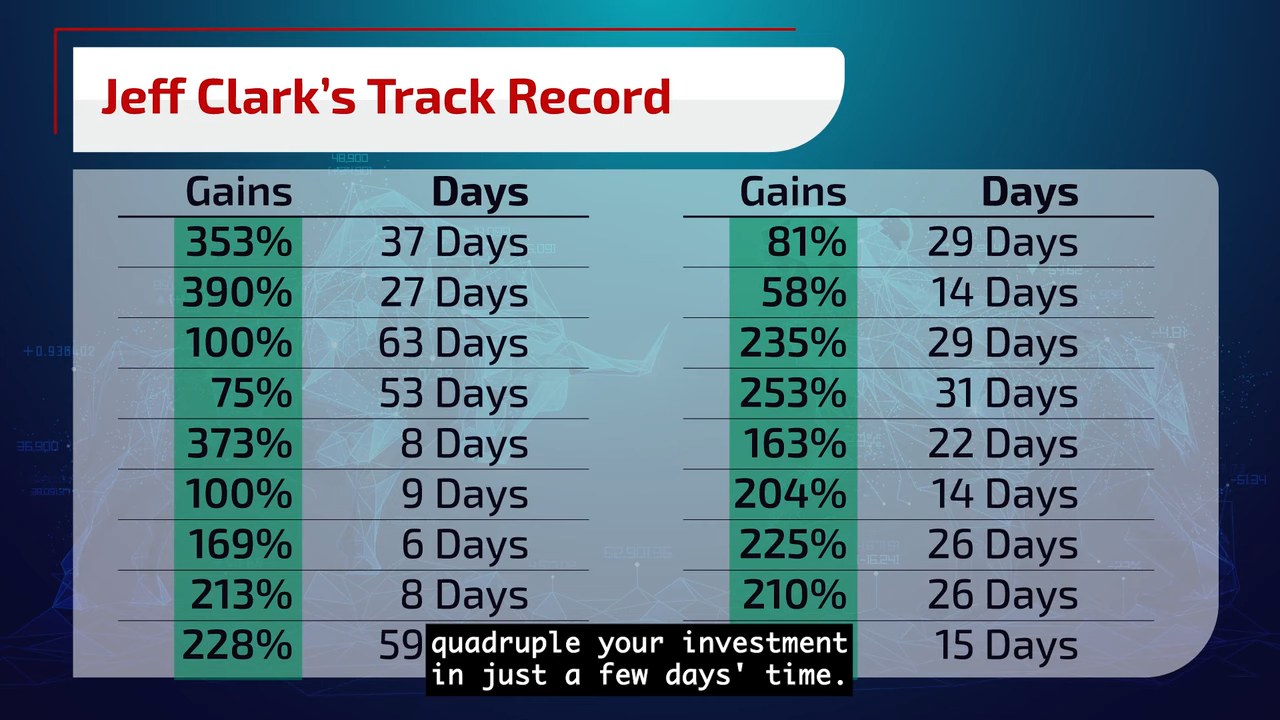 Jeff Clark's Track Record
Gains Days Gains Days
353% 37 Days 81% 29 Days
390% 27 Days 58% 14 Days
100% 63 Days 235% 29 Days
75% 53 Days 253% 31 Days
373% 8 Days 163% 22 Days
100% 9 Days 204% 14 Days
169% 6 Days 225% 26 Days
213% 8 Days 210% 26 Days
228% 59 15 Days
quadruple your investment
in just a few days' time.